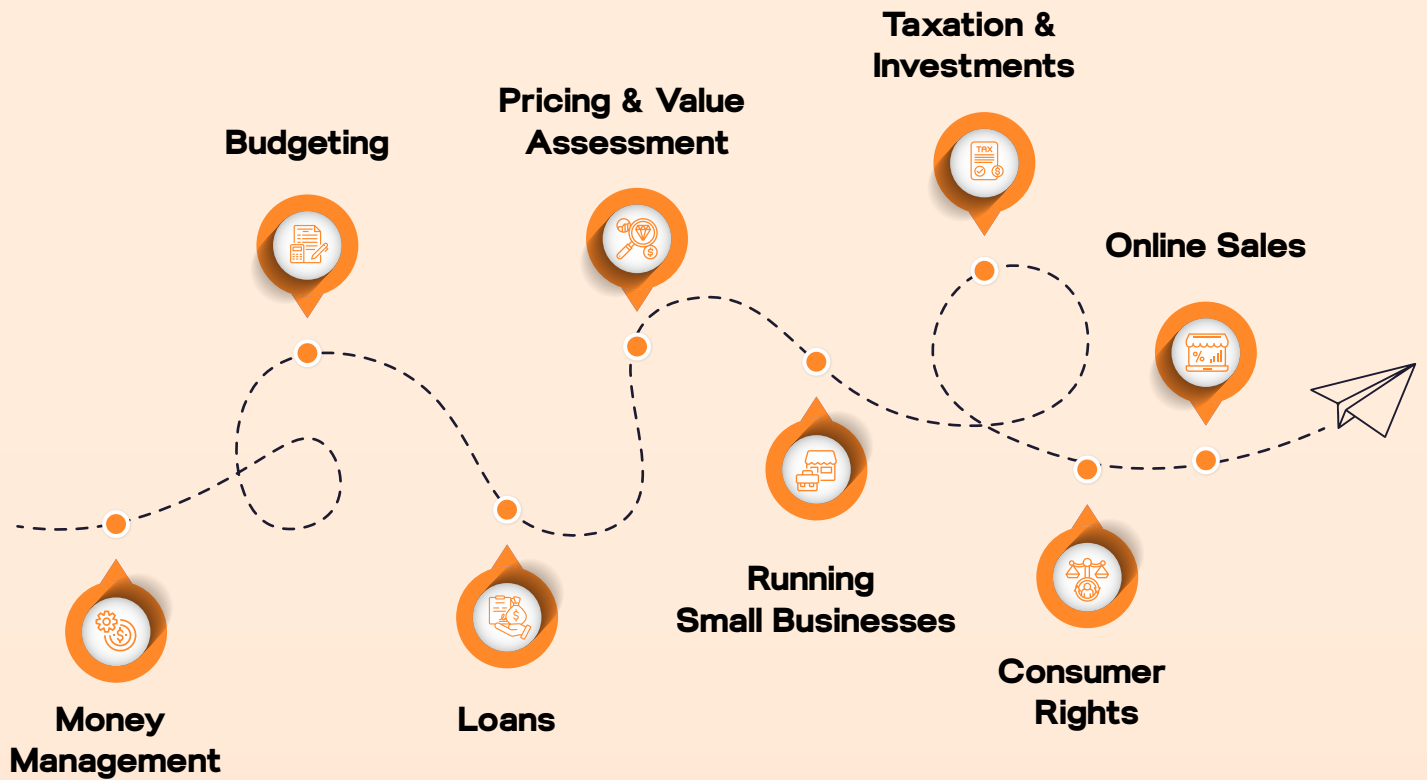 Money
Management
Budgeting
Loans
Pricing & Value
Assessment
Running
Small Businesses
Taxation &
Investments
TAX
Consumer
Rights
Online Sales